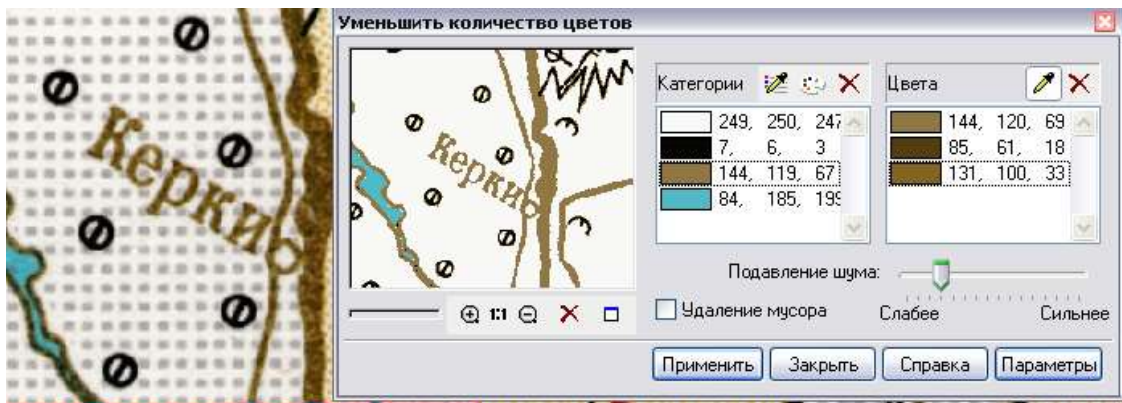 Керки
Уменьшить количество цветов
Керки
Категории
249, 250, 247
7, 6, 3
144, 119, 67
84, 185, 199
Цвета
144, 120, 69
85, 61, 18
131, 100, 33
Подавление шума:
1:1
Удаление мусора
Слабее
Сильнее
Применить
Закрыть
Справка
Параметры